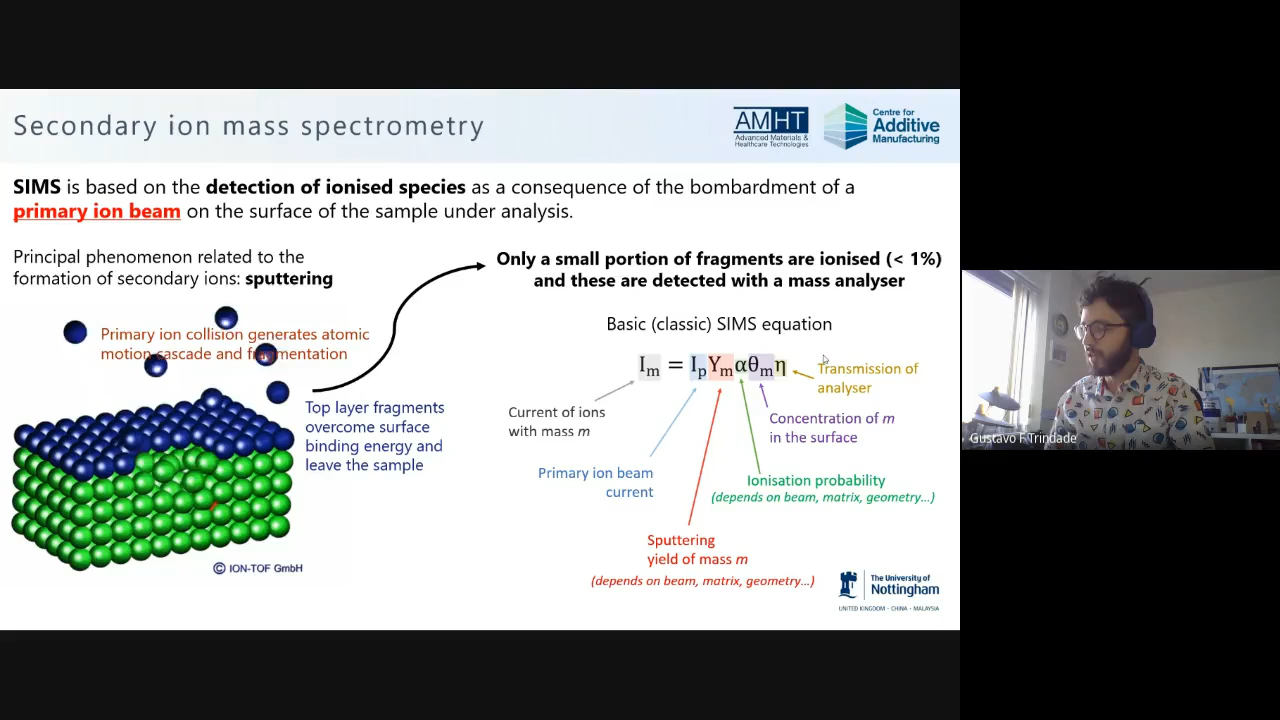 Secondary ion mass spectrometry
AMHT
Advanced Materials &
Healthcare Technologies
Centre for
Additive
Manufacturing
SIMS is based on the detection of ionised species as a consequence of the bombardment of a
primary ion beam on the surface of the sample under analysis.
Principal phenomenon related to the
formation of secondary ions: sputtering
Primary ion collision generates atomic
motion cascade and fragmentation
Top layer fragments
overcome surface
binding energy and
leave the sample
© ION-TOF GmbH
Only a small portion of fragments are ionised (< 1%)
and these are detected with a mass analyser
Basic (classic) SIMS equation
Iₘ = IₚYₘαθₘη
Transmission of
analyser
Current of ions
with mass m
Concentration of m
in the surface
Primary ion beam
current
Ionisation probability
(depends on beam, matrix, geometry...)
Sputtering
yield of mass m
(depends on beam, matrix, geometry...)
The University of
Nottingham
UNITED KINGDOM · CHINA · MALAYSIA
Gustavo F Trindade